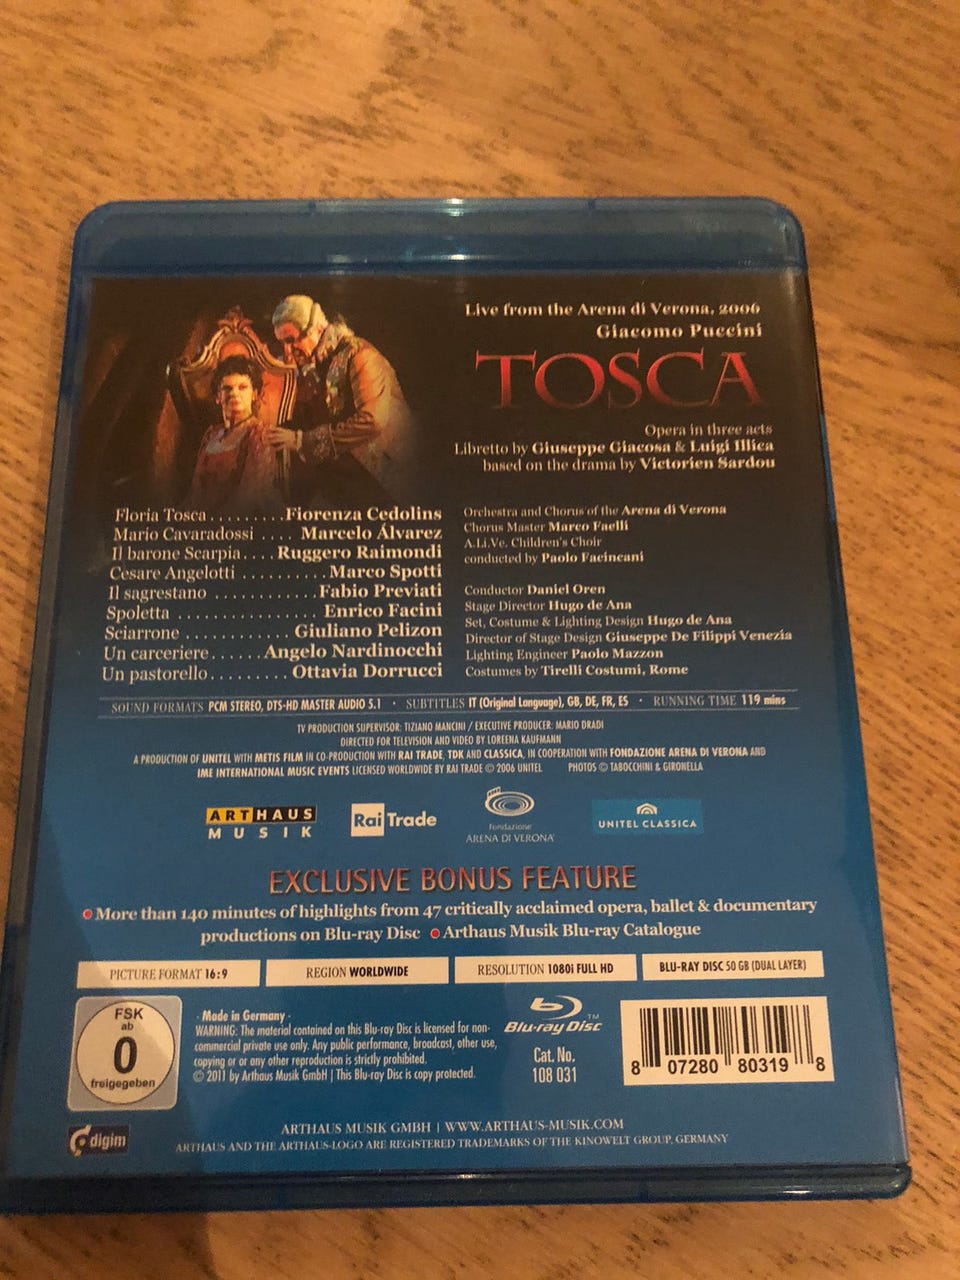 Live from the Arena di Verona, 2006
Giacomo Puccini
TOSCA
Opera in three acts
Libretto by Giuseppe Giacosa & Luigi Illica
based on the drama by Victorien Sardou
Floria Tosca.........Fiorenza Cedolins
Mario Cavaradossi ....Marcelo Álvarez
Il barone Scarpia....Ruggero Raimondi
Cesare Angelotti ..........Marco Spotti
Il sagrestano ............Fabio Previati
Spoletta ...............Enrico Facini
Sciarrone ............Giuliano Pelizon
Un carceriere......Angelo Nardinocchi
Un pastorello.........Ottavia Dorrucci
Orchestra and Chorus of the Arena di Verona
Chorus Master Marco Faelli
A.Li.Ve. Children's Choir
conducted by Paolo Facincani
Conductor Daniel Oren
Stage Director Hugo de Ana
Set, Costume & Lighting Design Hugo de Ana
Director of Stage Design Giuseppe De Filippi Venezia
Lighting Engineer Paolo Mazzon
Costumes by Tirelli Costumi, Rome
SOUND FORMATS PCM STEREO, DTS-HD MASTER AUDIO 5.1 · SUBTITLES IT (Original Language), GB, DE, FR, ES · RUNNING TIME 119 mins
TV PRODUCTION SUPERVISOR: TIZIANO MANCINI / EXECUTIVE PRODUCER: MARIO DRADI
DIRECTED FOR TELEVISION AND VIDEO BY LOREENA KAUFMANN
A PRODUCTION OF UNITEL WITH METIS FILM IN CO-PRODUCTION WITH RAI TRADE, TDK AND CLASSICA, IN COOPERATION WITH FONDAZIONE ARENA DI VERONA AND
IME INTERNATIONAL MUSIC EVENTS LICENSED WORLDWIDE BY RAI TRADE © 2006 UNITEL PHOTOS © TABOCCHINI & GIRONELLA
ARTHAUS
MUSIK
Rai Trade
Fondazione
ARENA DI VERONA
UNITEL CLASSICA
EXCLUSIVE BONUS FEATURE
• More than 140 minutes of highlights from 47 critically acclaimed opera, ballet & documentary
productions on Blu-ray Disc • Arthaus Musik Blu-ray Catalogue
PICTURE FORMAT 16:9
REGION WORLDWIDE
RESOLUTION 1080i FULL HD
BLU-RAY DISC 50 GB (DUAL LAYER)
FSK
ab
0
freigegeben
· Made in Germany ·
WARNING: The material contained on this Blu-ray Disc is licensed for non-
commercial private use only. Any public performance, broadcast, other use,
copying or or any other reproduction is strictly prohibited.
© 2011 by Arthaus Musik GmbH | This Blu-ray Disc is copy protected.
Blu-ray Disc™
Cat. No.
108 031
8 07280 80319 8
digim
ARTHAUS MUSIK GMBH | WWW.ARTHAUS-MUSIK.COM
ARTHAUS AND THE ARTHAUS-LOGO ARE REGISTERED TRADEMARKS OF THE KINOWELT GROUP, GERMANY